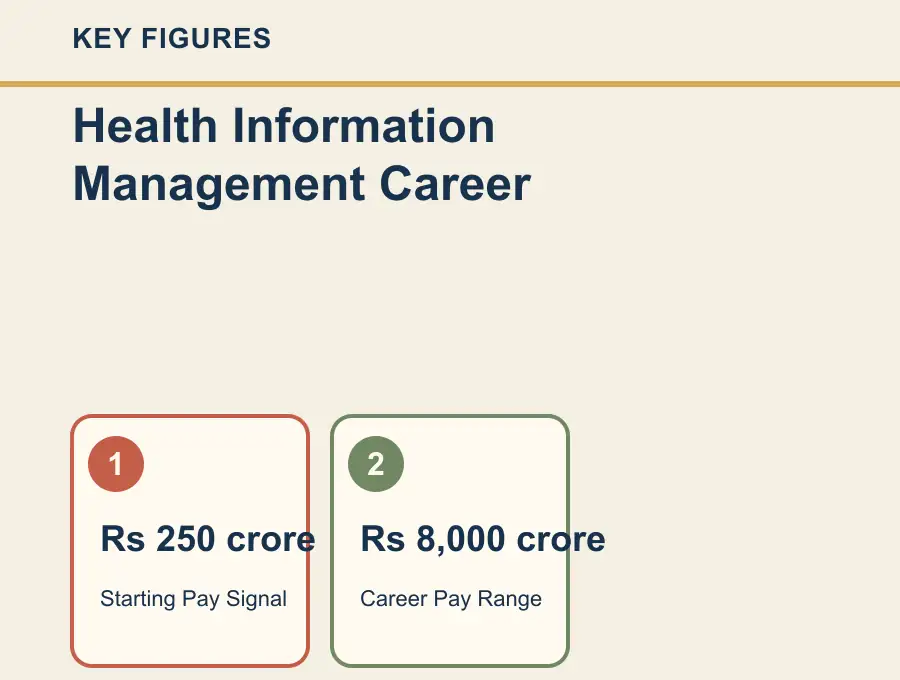 KEY FIGURES
Health Information
Management Career
1
Rs 250 crore
Starting Pay Signal
2
Rs 8,000 crore
Career Pay Range